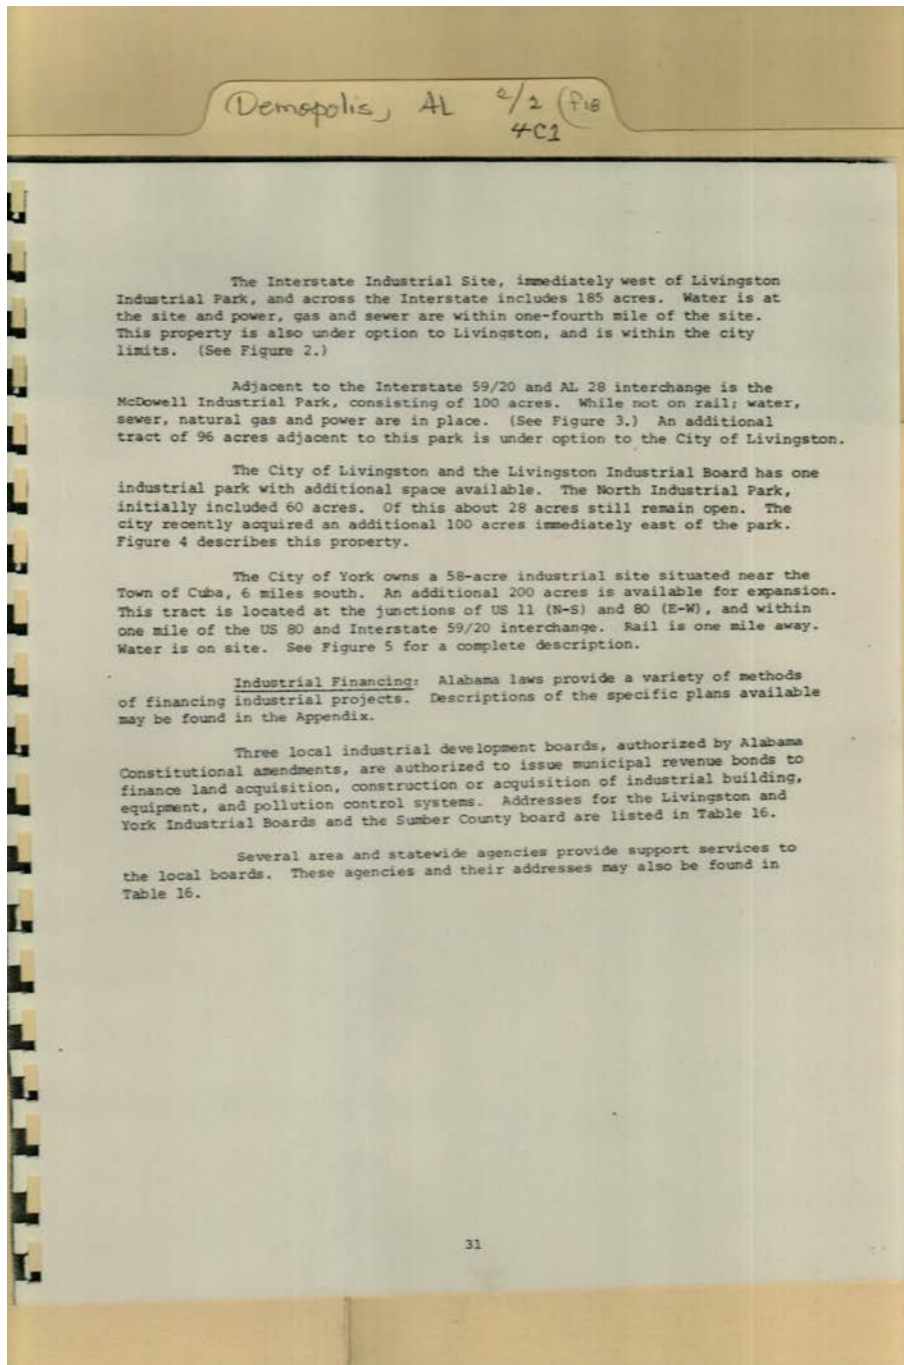 Demopolis, AL 2/2 (F18
4C1
The Interstate Industrial Site, immediately west of Livingston
Industrial Park, and across the Interstate includes 185 acres. Water is at
the site and power, gas and sewer are within one-fourth mile of the site.
This property is also under option to Livingston, and is within the city
limits. (See Figure 2.)
Adjacent to the Interstate 59/20 and AL 28 interchange is the
McDowell Industrial Park, consisting of 100 acres. While not on rail; water,
sewer, natural gas and power are in place. (See Figure 3.) An additional
tract of 96 acres adjacent to this park is under option to the City of Livingston.
The City of Livingston and the Livingston Industrial Board has one
industrial park with additional space available. The North Industrial Park,
initially included 60 acres. Of this about 28 acres still remain open. The
city recently acquired an additional 100 acres immediately east of the park.
Figure 4 describes this property.
The City of York owns a 58-acre industrial site situated near the
Town of Cuba, 6 miles south. An additional 200 acres is available for expansion.
This tract is located at the junctions of US 11 (N-S) and 80 (E-W), and within
one mile of the US 80 and Interstate 59/20 interchange. Rail is one mile away.
Water is on site. See Figure 5 for a complete description.
Industrial Financing: Alabama laws provide a variety of methods
of financing industrial projects. Descriptions of the specific plans available
may be found in the Appendix.
Three local industrial development boards, authorized by Alabama
Constitutional amendments, are authorized to issue municipal revenue bonds to
finance land acquisition, construction or acquisition of industrial building,
equipment, and pollution control systems. Addresses for the Livingston and
York Industrial Boards and the Sumber County board are listed in Table 16.
Several area and statewide agencies provide support services to
the local boards. These agencies and their addresses may also be found in
Table 16.
31